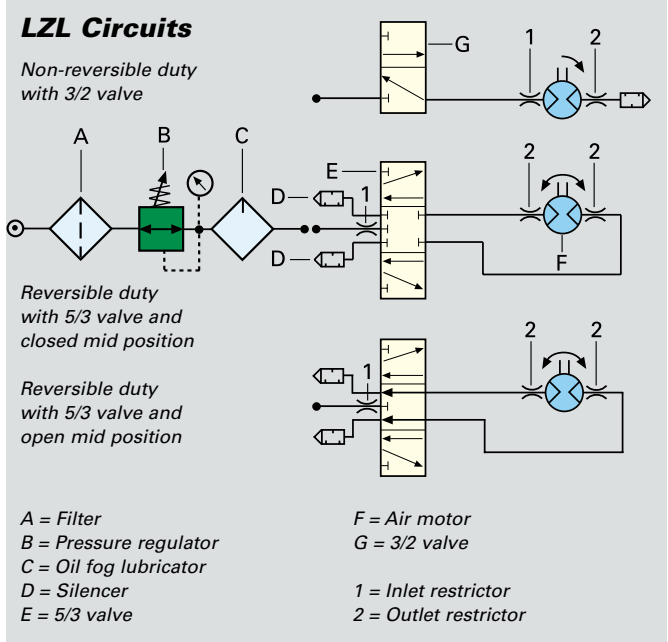 LZL Circuits
Non-reversible duty
with 3/2 valve
G
1
2
A
B
C
E
D
1
D
2
2
F
Reversible duty
with 5/3 valve and
closed mid position
Reversible duty
with 5/3 valve and
open mid position
1
2
2
A = Filter
B = Pressure regulator
C = Oil fog lubricator
D = Silencer
E = 5/3 valve
F = Air motor
G = 3/2 valve
1 = Inlet restrictor
2 = Outlet restrictor